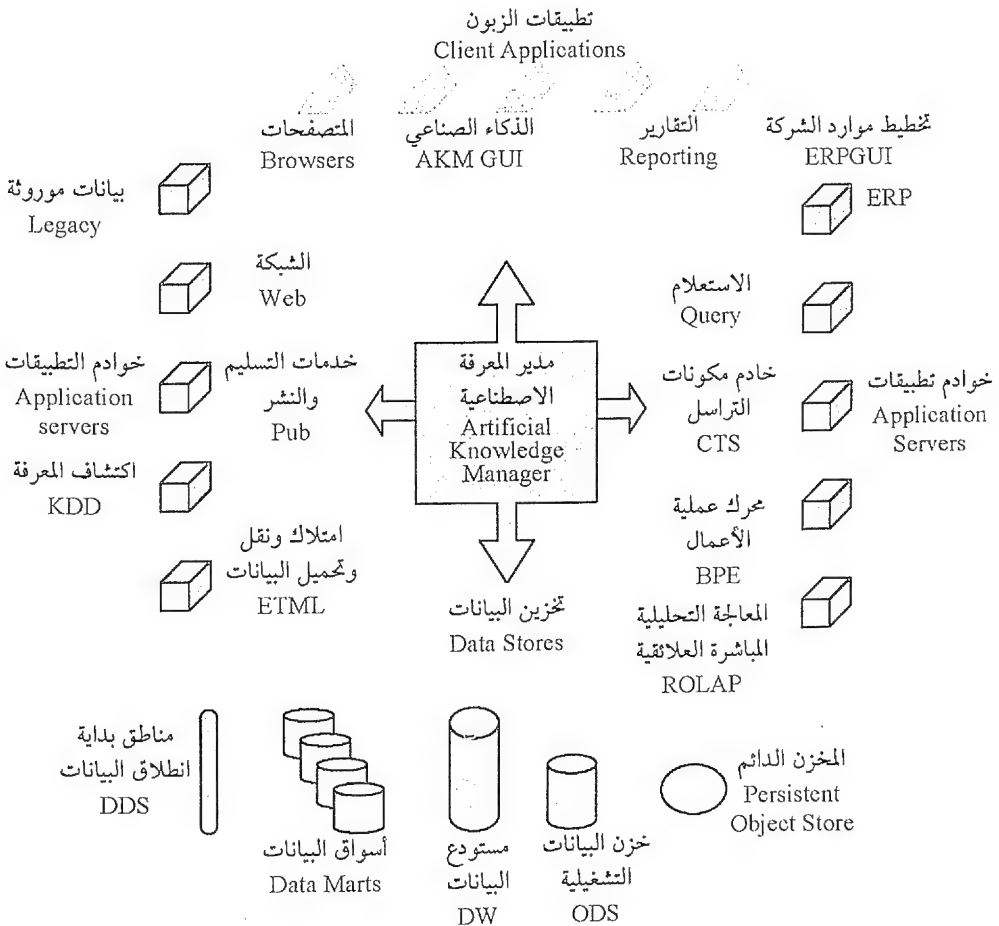 تطبيقات الزبون
Client Applications
المتصفحات
Browsers
الذكاء الصناعي
AKM GUI
التقارير
Reporting
تخطيط موارد الشركة
ERPGUI
بيانات موروثة
Legacy
ERP
الشبكة
Web
الاستعلام
Query
خوادم التطبيقات
Application
servers
خدمات التسليم
والنشر
Pub
مدير المعرفة
الاصطناعية
Artificial
Knowledge
Manager
خادم مكونات
التراسل
CTS
خوادم تطبيقات
Application
Servers
اكتشاف المعرفة
KDD
محرك عملية
الأعمال
BPE
امتلاك ونقل
وتحميل البيانات
ETML
تخزين البيانات
Data Stores
المعالجة التحليلية
المباشرة العلائقية
ROLAP
مناطق بداية
انطلاق البيانات
DDS
أسواق البيانات
Data Marts
مستودع
البيانات
DW
خزن البيانات
التشغيلية
ODS
المخزن الدائم
Persistent
Object Store